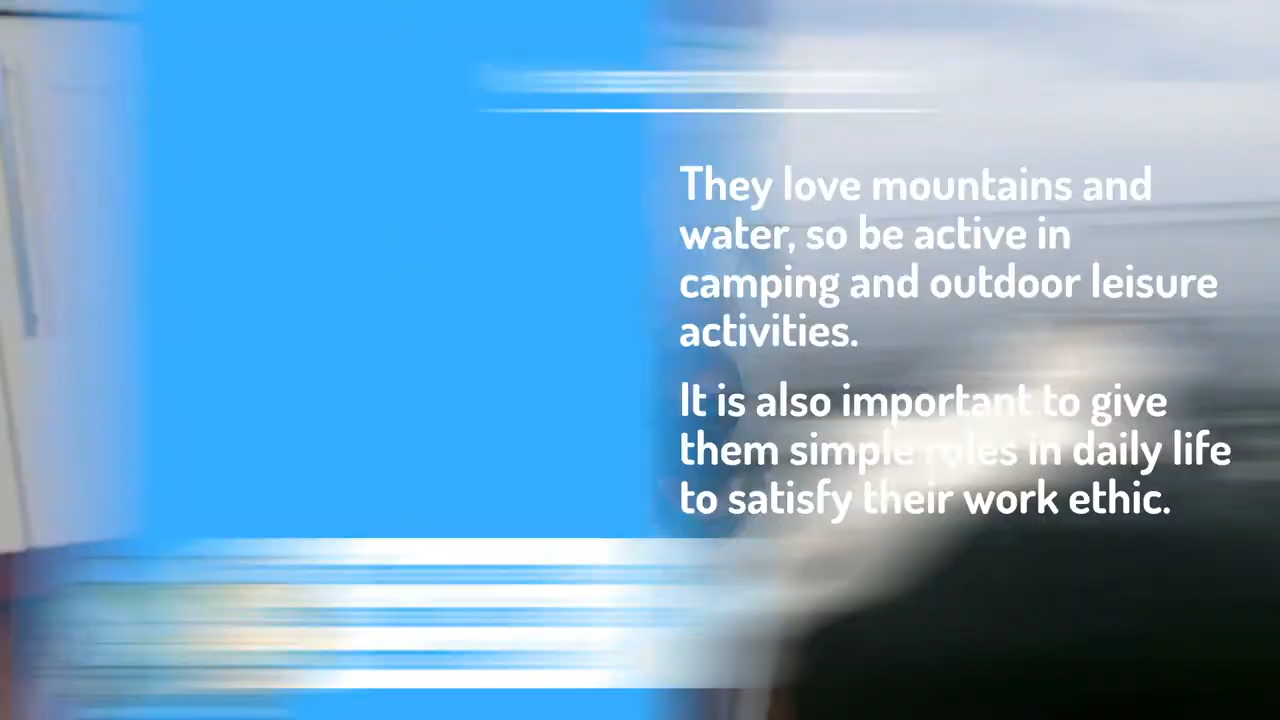 They love mountains and
water, so be active in
camping and outdoor leisure
activities.
It is also important to give
them simple roles in daily life
to satisfy their work ethic.